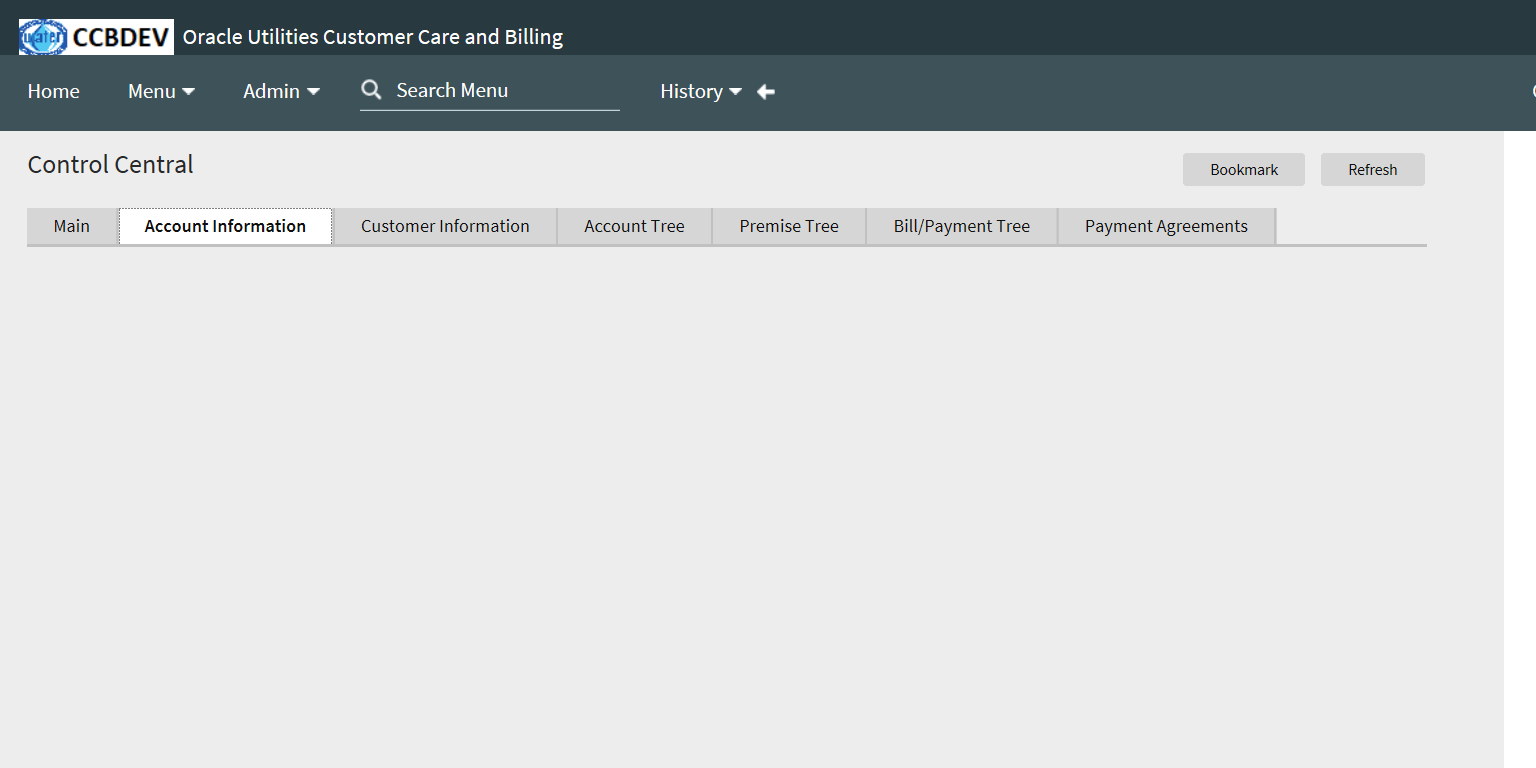 water CCBDEV Oracle Utilities Customer Care and Billing
Home Menu Admin Search Menu History
Control Central
Bookmark Refresh
Main Account Information Customer Information Account Tree Premise Tree Bill/Payment Tree Payment Agreements